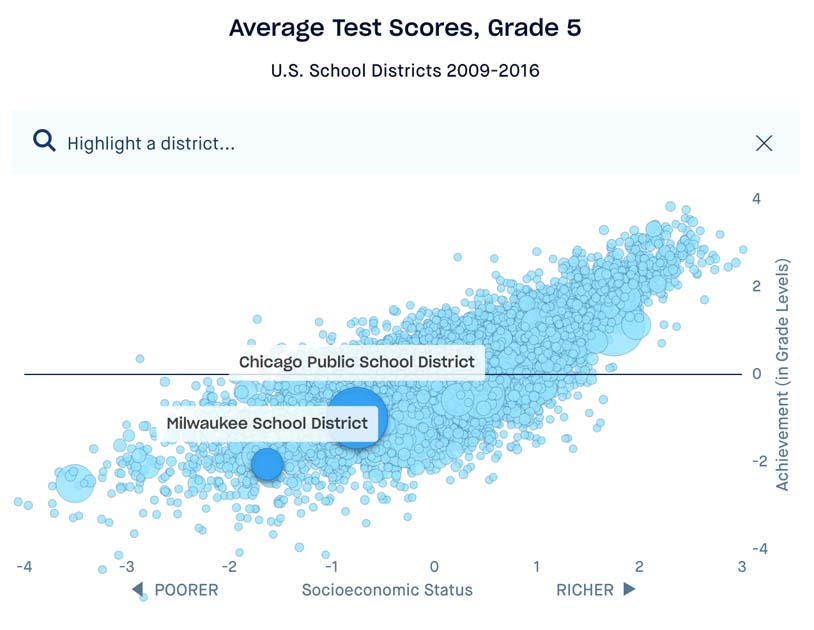 Average Test Scores, Grade 5
U.S. School Districts 2009-2016
Highlight a district...
4
2
Chicago Public School District
0
Milwaukee School District
-2
-4
Achievement (in Grade Levels)
-4 -3 -2 -1 0 1 2 3
POORER Socioeconomic Status RICHER